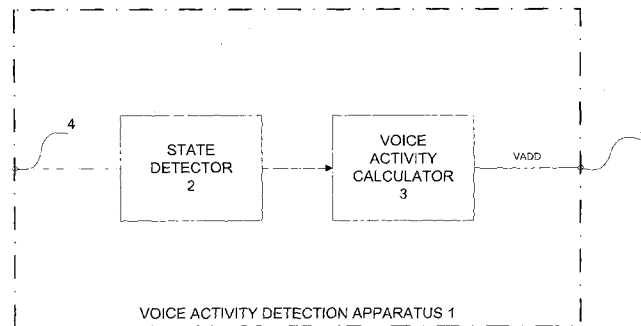 4
STATE
DETECTOR
2
VOICE
ACTIVITY
CALCULATOR
3
VADD
VOICE ACTIVITY DETECTION APPARATUS 1